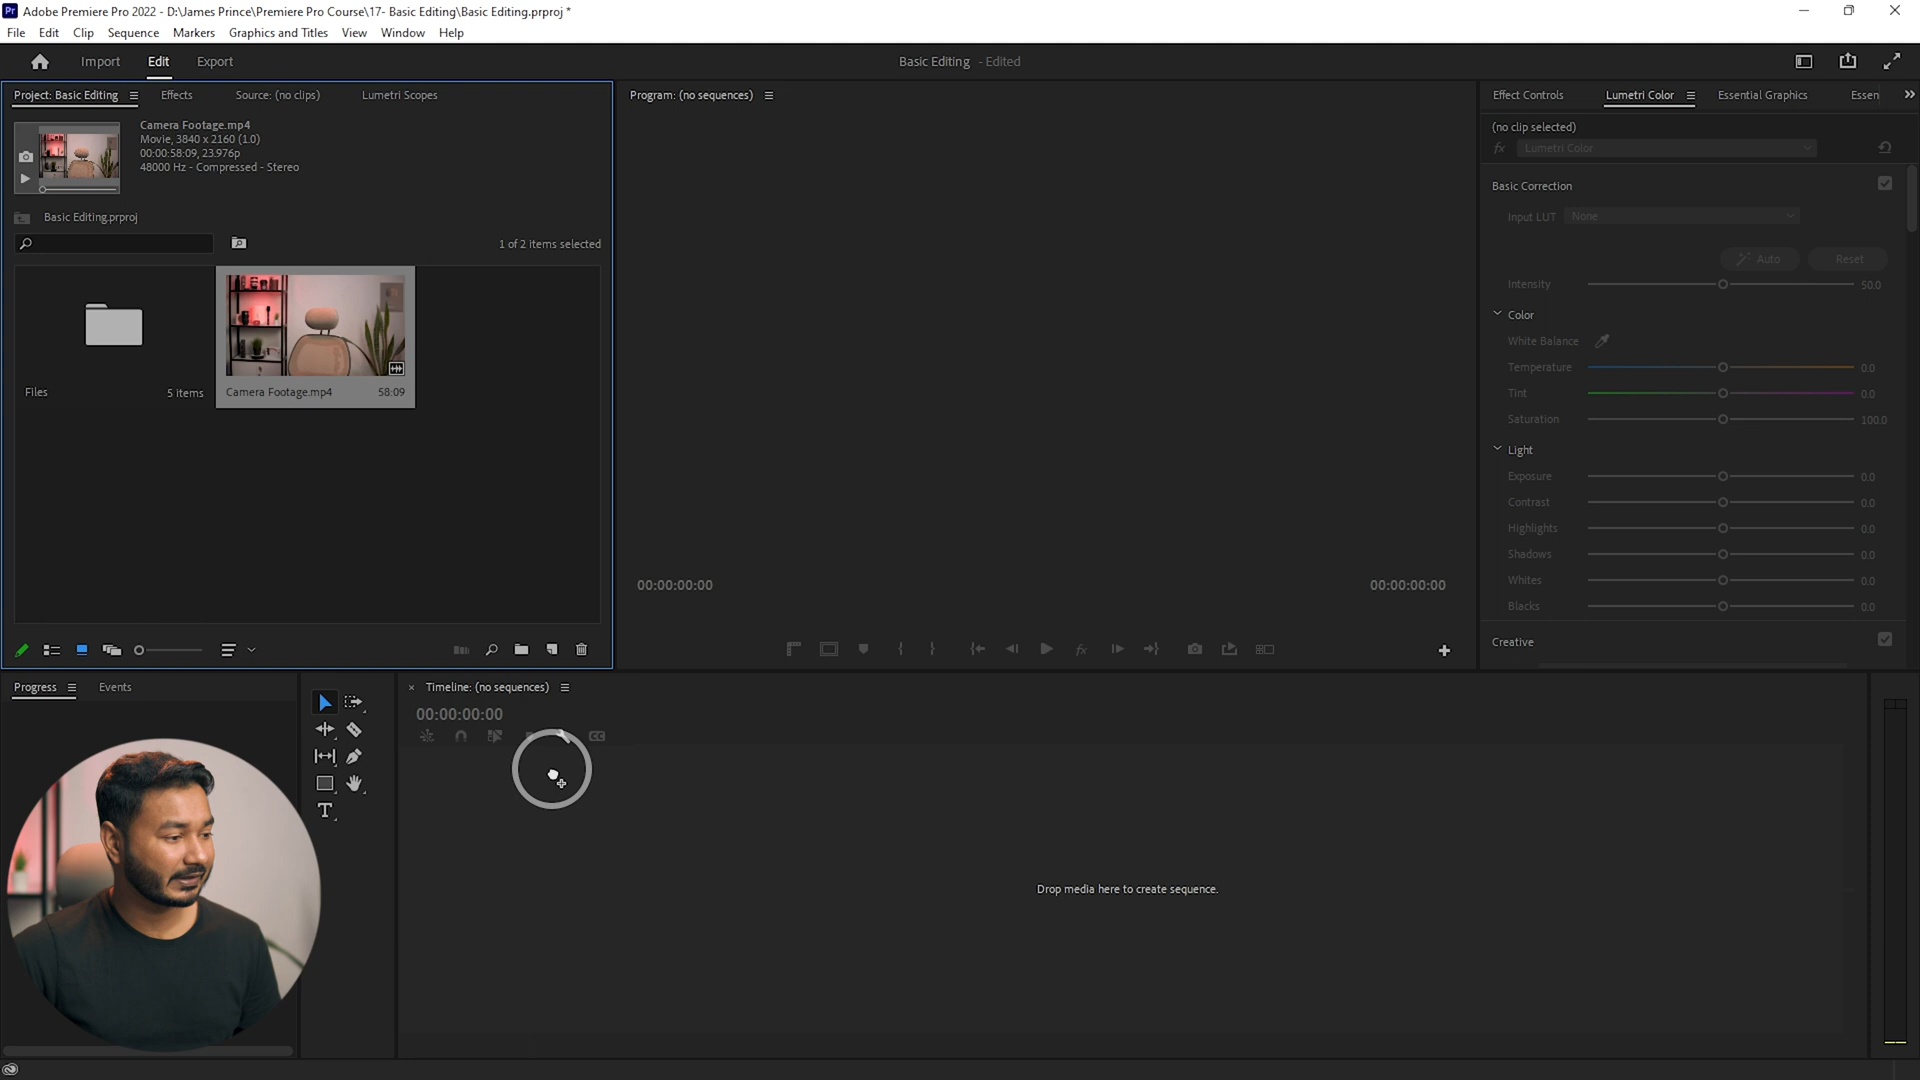 Pr Adobe Premiere Pro 2022 - D:\James Prince\Premiere Pro Course\17- Basic Editing\Basic Editing.prproj *
File Edit Clip Sequence Markers Graphics and Titles View Window Help
Import Edit Export
Basic Editing - Edited
Project: Basic Editing Effects Source: (no clips) Lumetri Scopes
Camera Footage.mp4
Movie, 3840 x 2160 (1.0)
00:00:58:09, 23.976p
48000 Hz - Compressed - Stereo
Basic Editing.prproj
1 of 2 items selected
Files 5 items
Camera Footage.mp4 58:09
Program: (no sequences)
00:00:00:00 00:00:00:00
Effect Controls Lumetri Color Essential Graphics Essen
(no clip selected)
fx Lumetri Color
Basic Correction
Input LUT None
Auto Reset
Intensity 50.0
Color
White Balance
Temperature 0.0
Tint 0.0
Saturation 100.0
Light
Exposure 0.0
Contrast 0.0
Highlights 0.0
Shadows 0.0
Whites 0.0
Blacks 0.0
Creative
fx
Progress Events
T
× Timeline: (no sequences)
00:00:00:00
CC
Drop media here to create sequence.